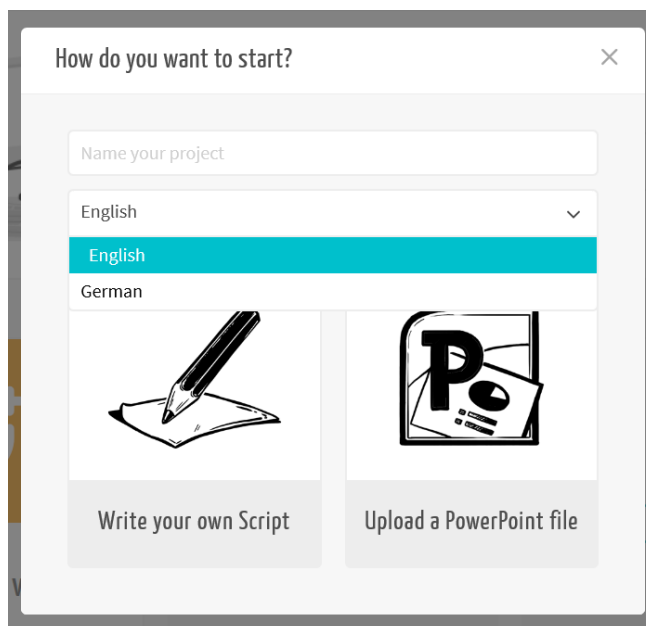 How do you want to start?
Name your project
English
English
German
P
Write your own Script
Upload a PowerPoint file